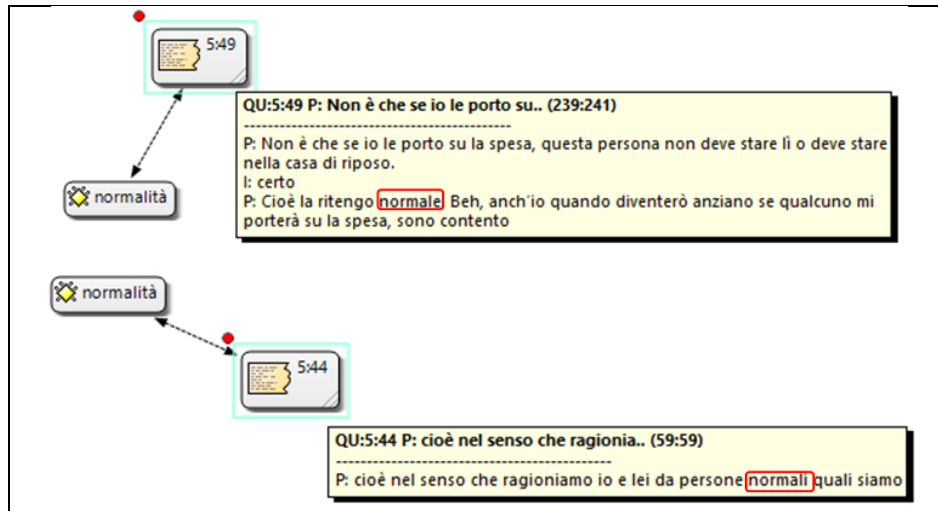 5:49
QU:5:49 P: Non è che se io le porto su.. (239:241)
----------------------------------------------
P: Non è che se io le porto su la spesa, questa persona non deve stare lì o deve stare
nella casa di riposo.
I: certo
P: Cioè la ritengo normale. Beh, anch'io quando diventerò anziano se qualcuno mi
porterà su la spesa, sono contento
normalità
normalità
5:44
QU:5:44 P: cioè nel senso che ragionia.. (59:59)
----------------------------------------------
P: cioè nel senso che ragioniamo io e lei da persone normali quali siamo